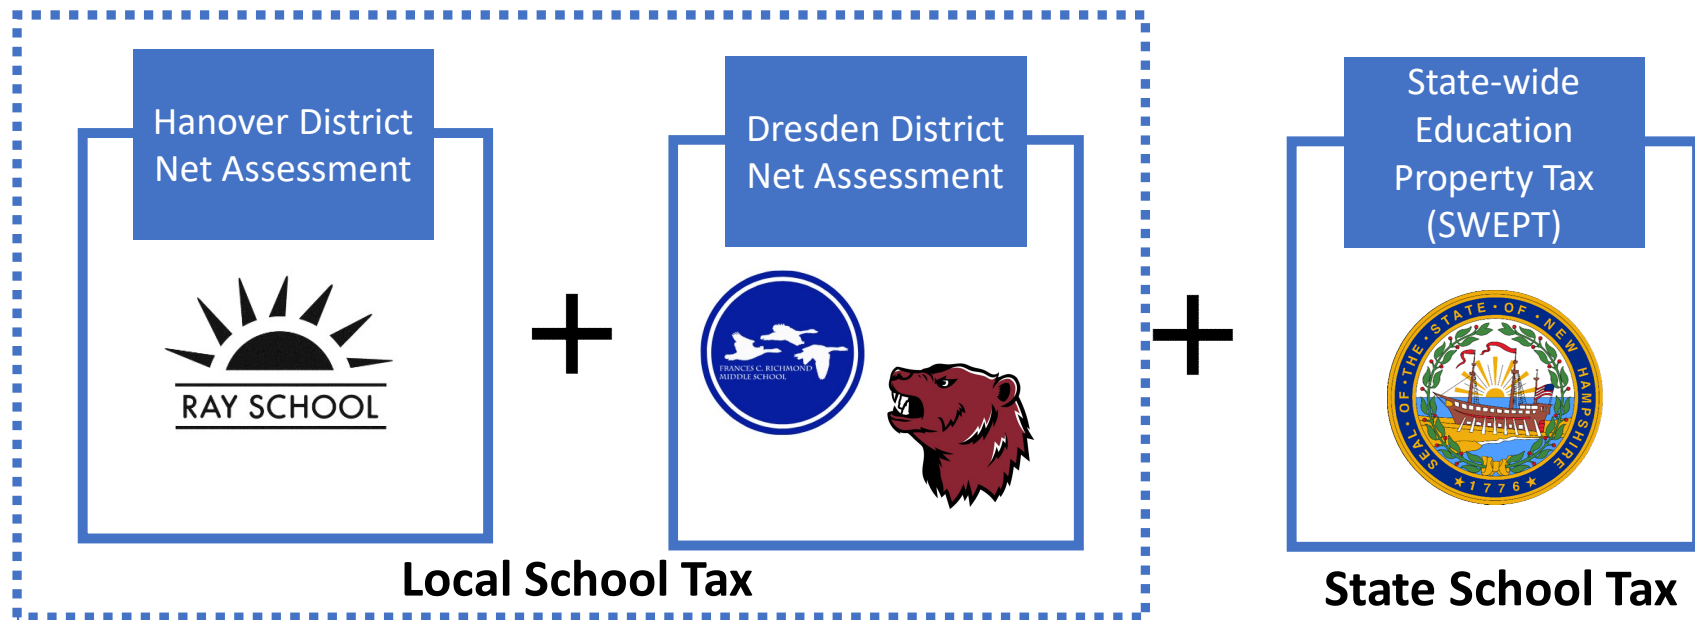 Hanover District
Net Assessment
RAY SCHOOL
Dresden District
Net Assessment
FRANCES C. RICHMOND
MIDDLE SCHOOL
Local School Tax
State-wide
Education
Property Tax
(SWEPT)
SEAL · OF · THE · STATE · OF · NEW HAMPSHIRE
1776
State School Tax